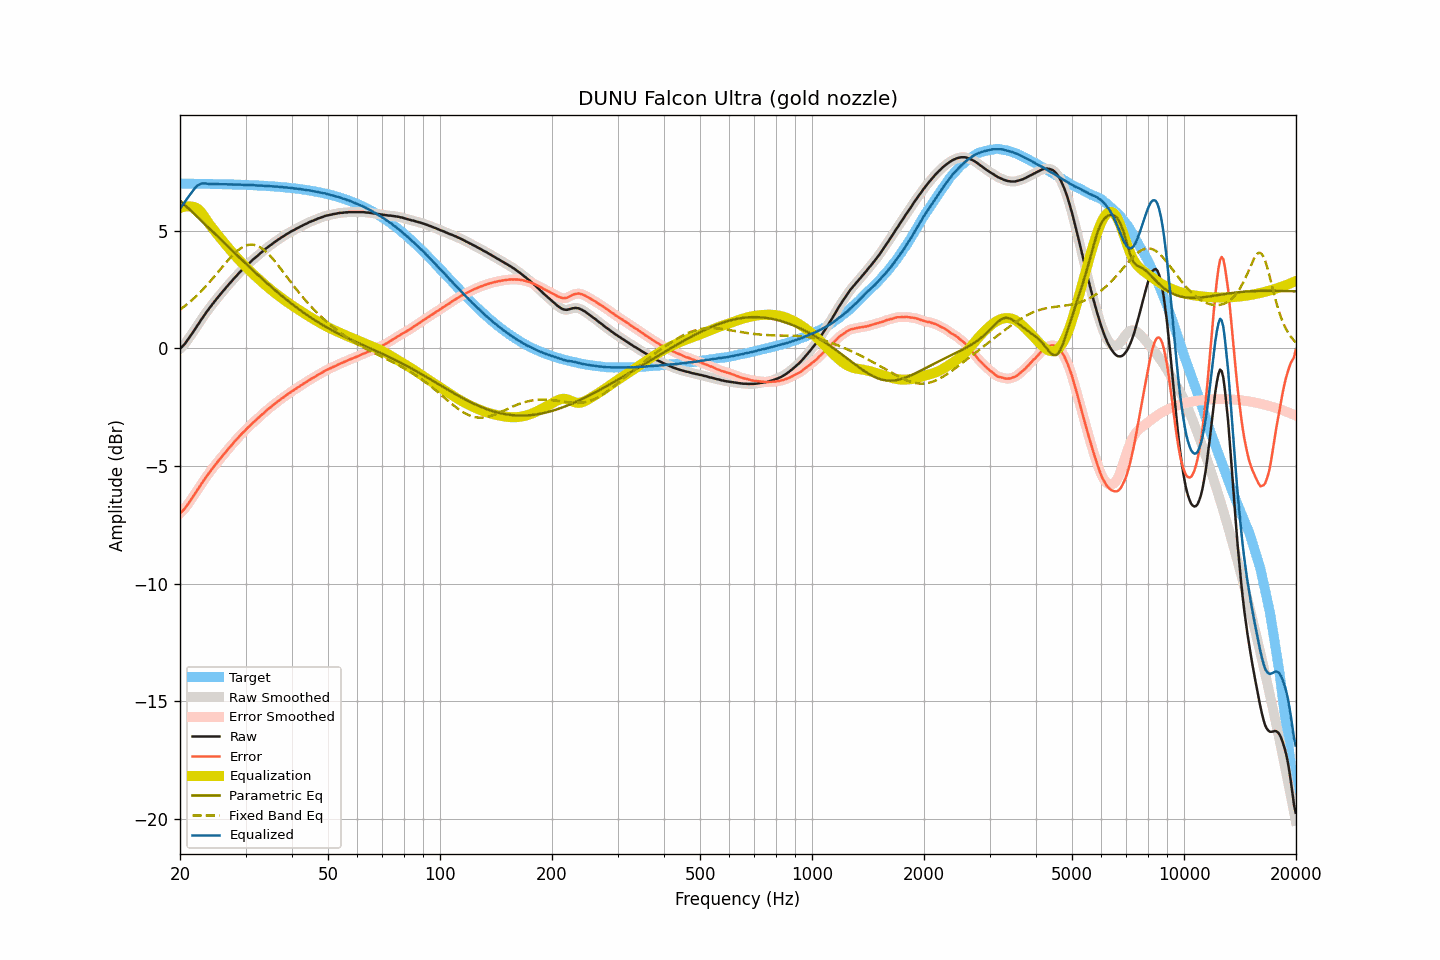 DUNU Falcon Ultra (gold nozzle)
Amplitude (dBr)
5
0
−5
−10
−15
−20
Target
Raw Smoothed
Error Smoothed
Raw
Error
Equalization
Parametric Eq
Fixed Band Eq
Equalized
20 50 100 200 500 1000 2000 5000 10000 20000
Frequency (Hz)